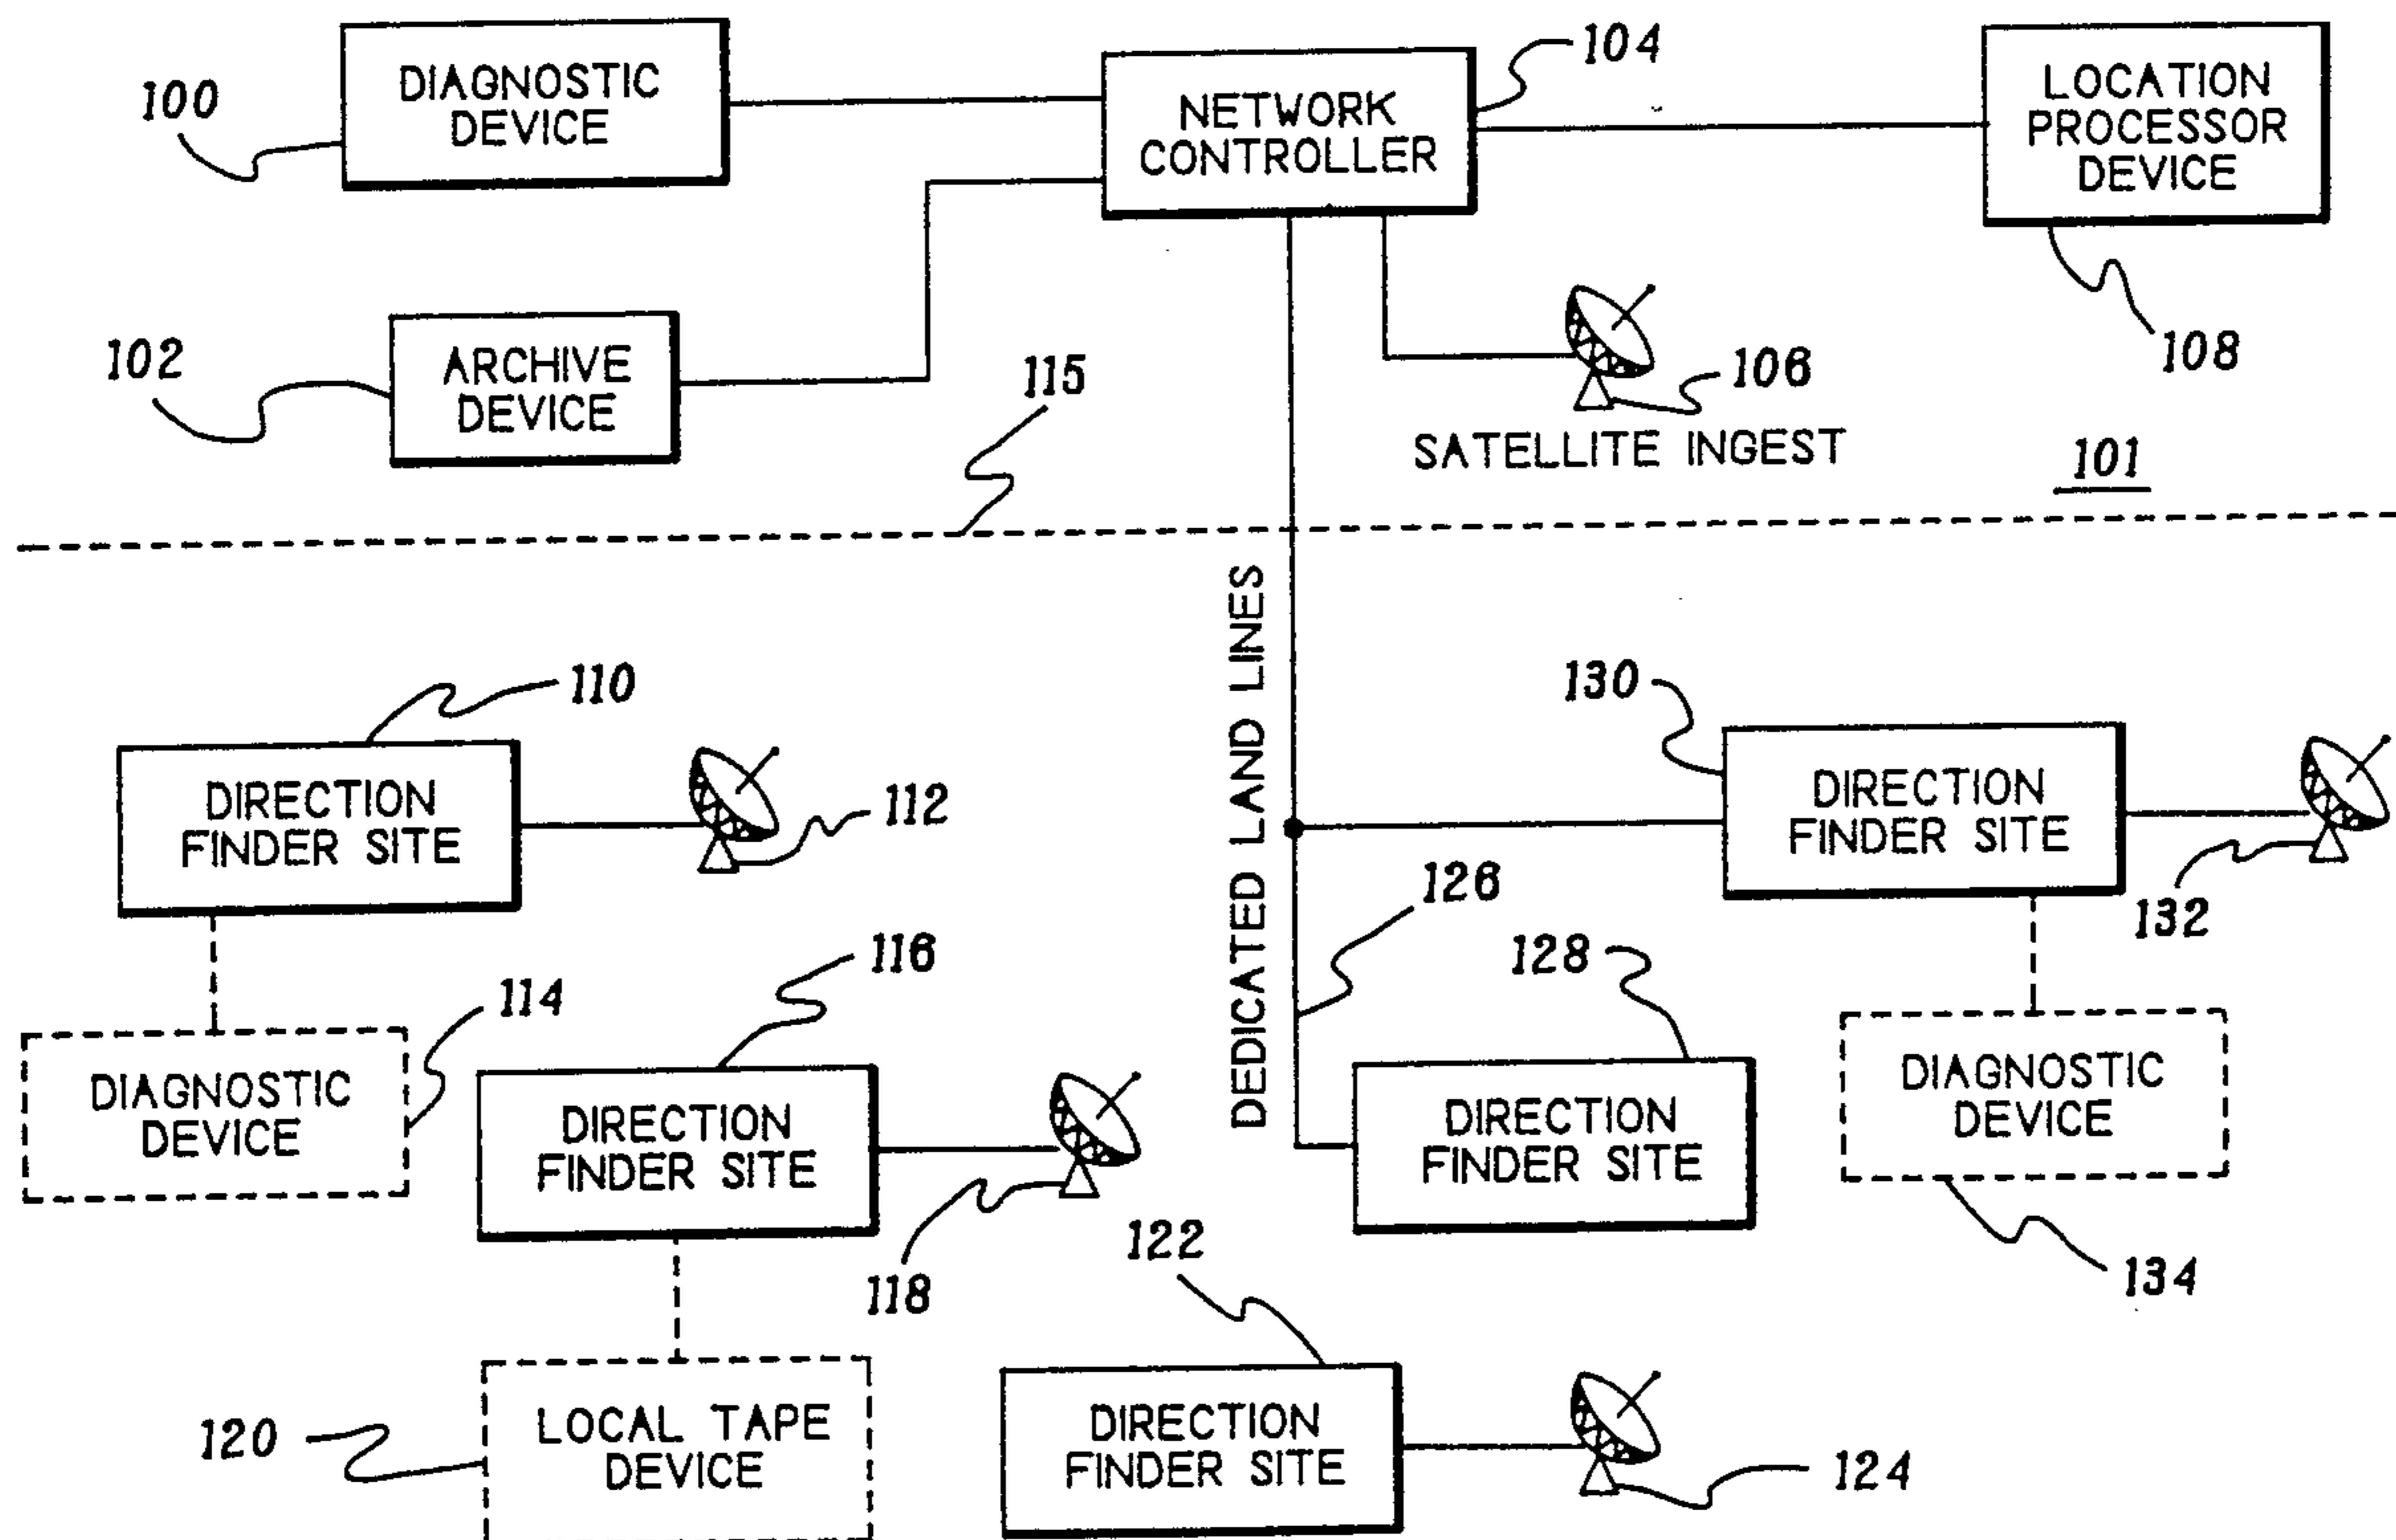 DIAGNOSTIC
DEVICE
100
NETWORK
CONTROLLER
104
LOCATION
PROCESSOR
DEVICE
108
102
ARCHIVE
DEVICE
115
106
SATELLITE INGEST
101
DEDICATED LAND LINES
110
DIRECTION
FINDER SITE
112
130
DIRECTION
FINDER SITE
132
114
DIAGNOSTIC
DEVICE
116
DIRECTION
FINDER SITE
118
126
128
DIRECTION
FINDER SITE
DIAGNOSTIC
DEVICE
134
120
LOCAL TAPE
DEVICE
122
DIRECTION
FINDER SITE
124